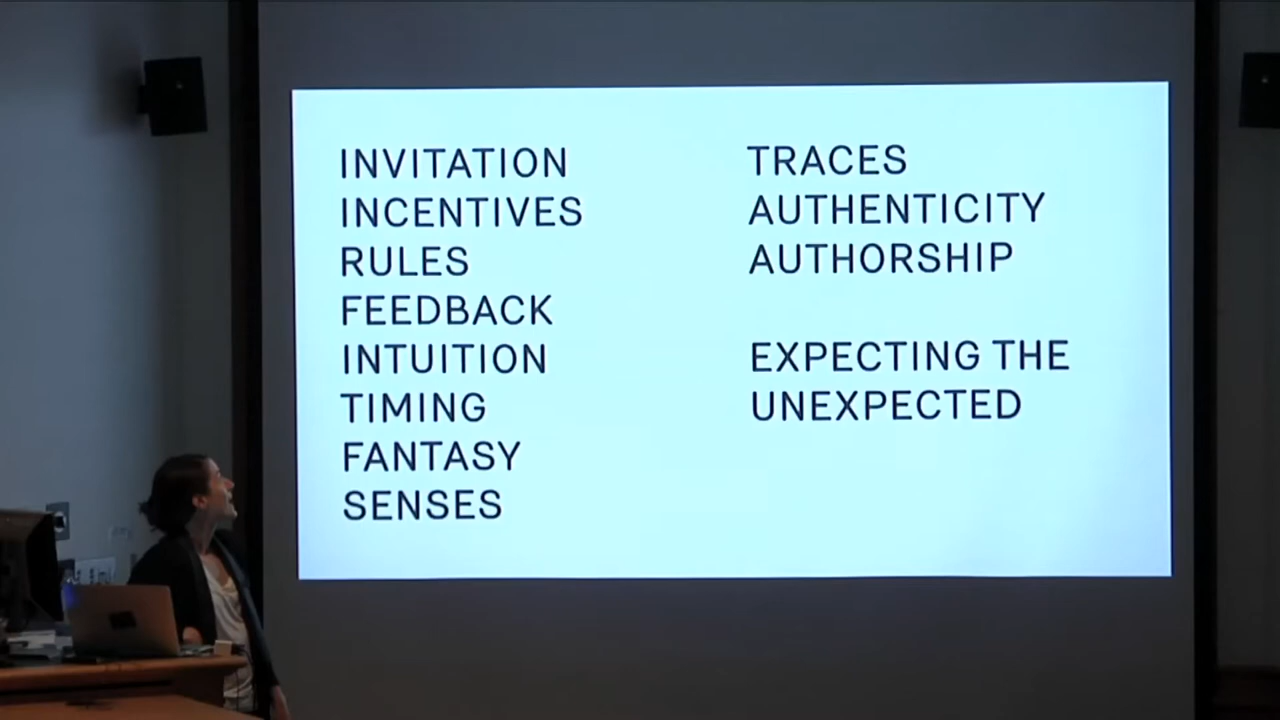 INVITATION
INCENTIVES
RULES
FEEDBACK
INTUITION
TIMING
FANTASY
SENSES
TRACES
AUTHENTICITY
AUTHORSHIP
EXPECTING THE
UNEXPECTED